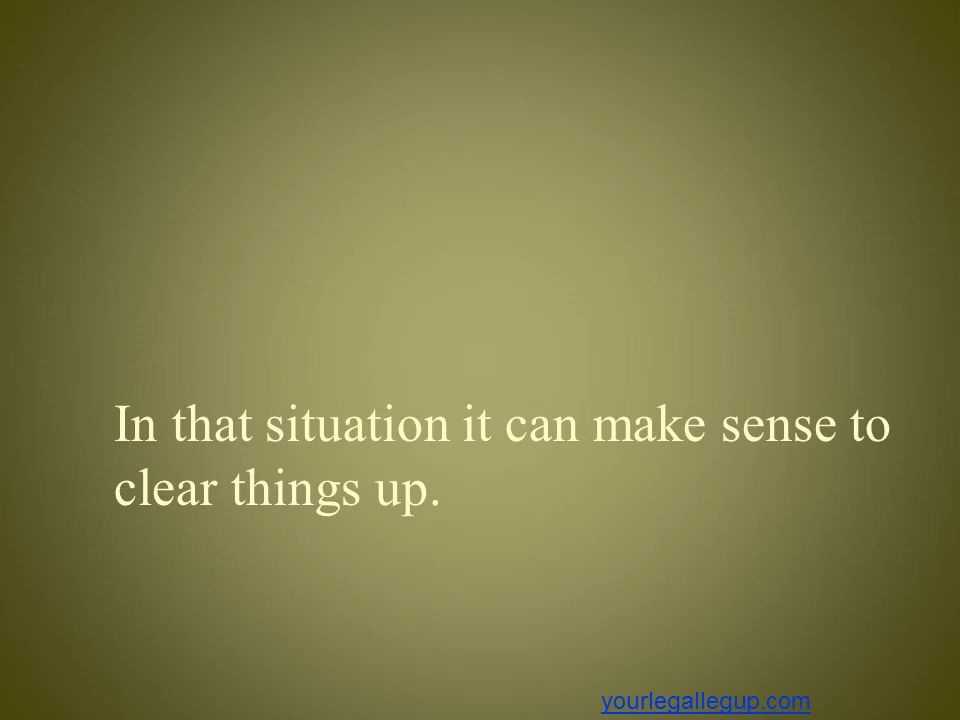 In that situation it can make sense to
clear things up.
yourlegallegup.com